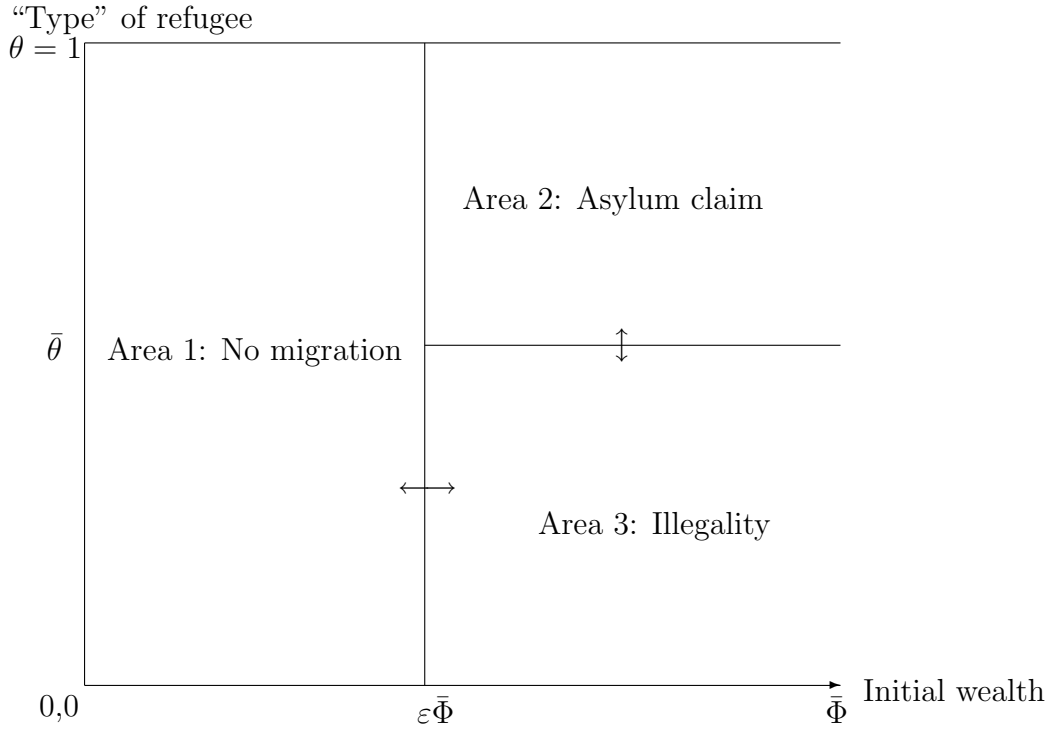 “Type” of refugee
θ = 1
Area 2: Asylum claim
θ̄
Area 1: No migration
Area 3: Illegality
Initial wealth
0,0
εΦ̄
Φ̄